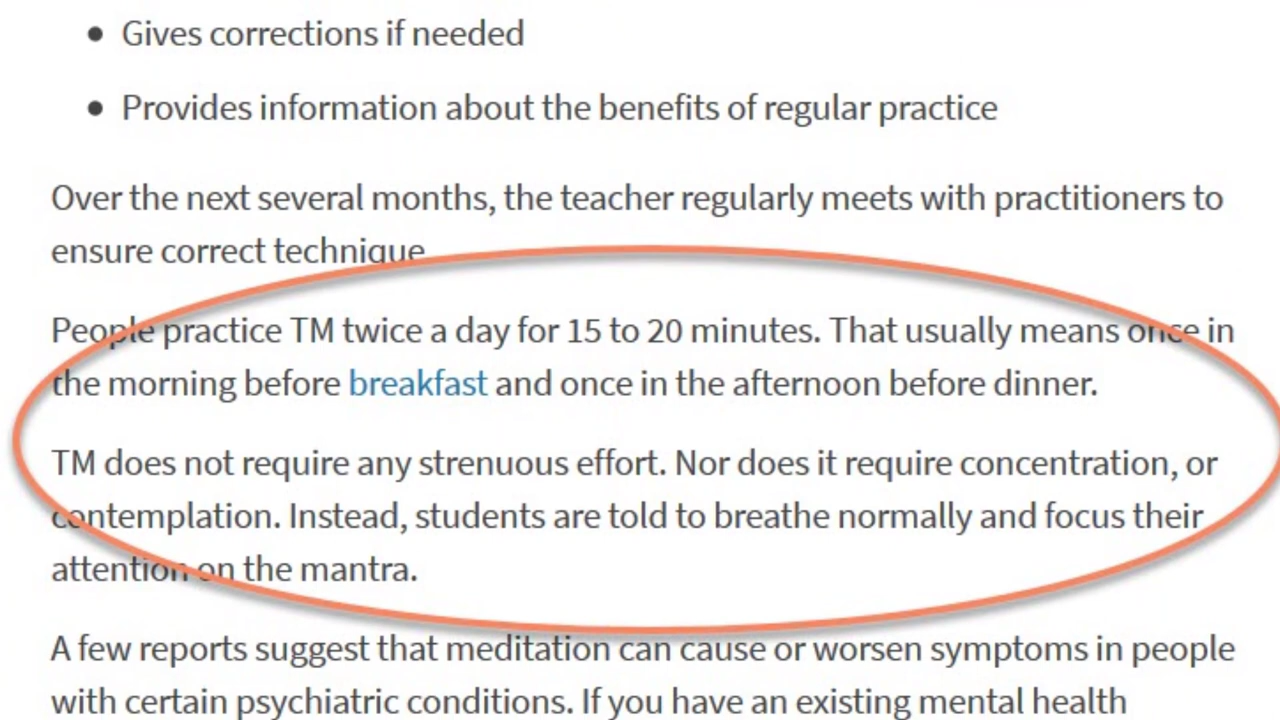 • Gives corrections if needed
• Provides information about the benefits of regular practice
Over the next several months, the teacher regularly meets with practitioners to
ensure correct technique
People practice TM twice a day for 15 to 20 minutes. That usually means once in
the morning before breakfast and once in the afternoon before dinner.
TM does not require any strenuous effort. Nor does it require concentration, or
contemplation. Instead, students are told to breathe normally and focus their
attention on the mantra.
A few reports suggest that meditation can cause or worsen symptoms in people
with certain psychiatric conditions. If you have an existing mental health